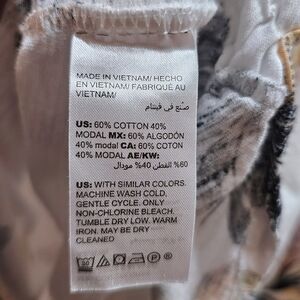 MADE IN VIETNAM/ HECHO
EN VIETNAM/ FABRIQUÉ AU
VIETNAM/
صنع في فيتنام
US: 60% COTTON 40%
MODAL MX: 60% ALGODÓN
40% modal CA: 60% COTON
40% MODAL AE/KW:
60% القطن 40% مودال
US: WITH SIMILAR COLORS.
MACHINE WASH COLD,
GENTLE CYCLE. ONLY
NON-CHLORINE BLEACH.
TUMBLE DRY LOW. WARM
IRON. MAY BE DRY
CLEANED